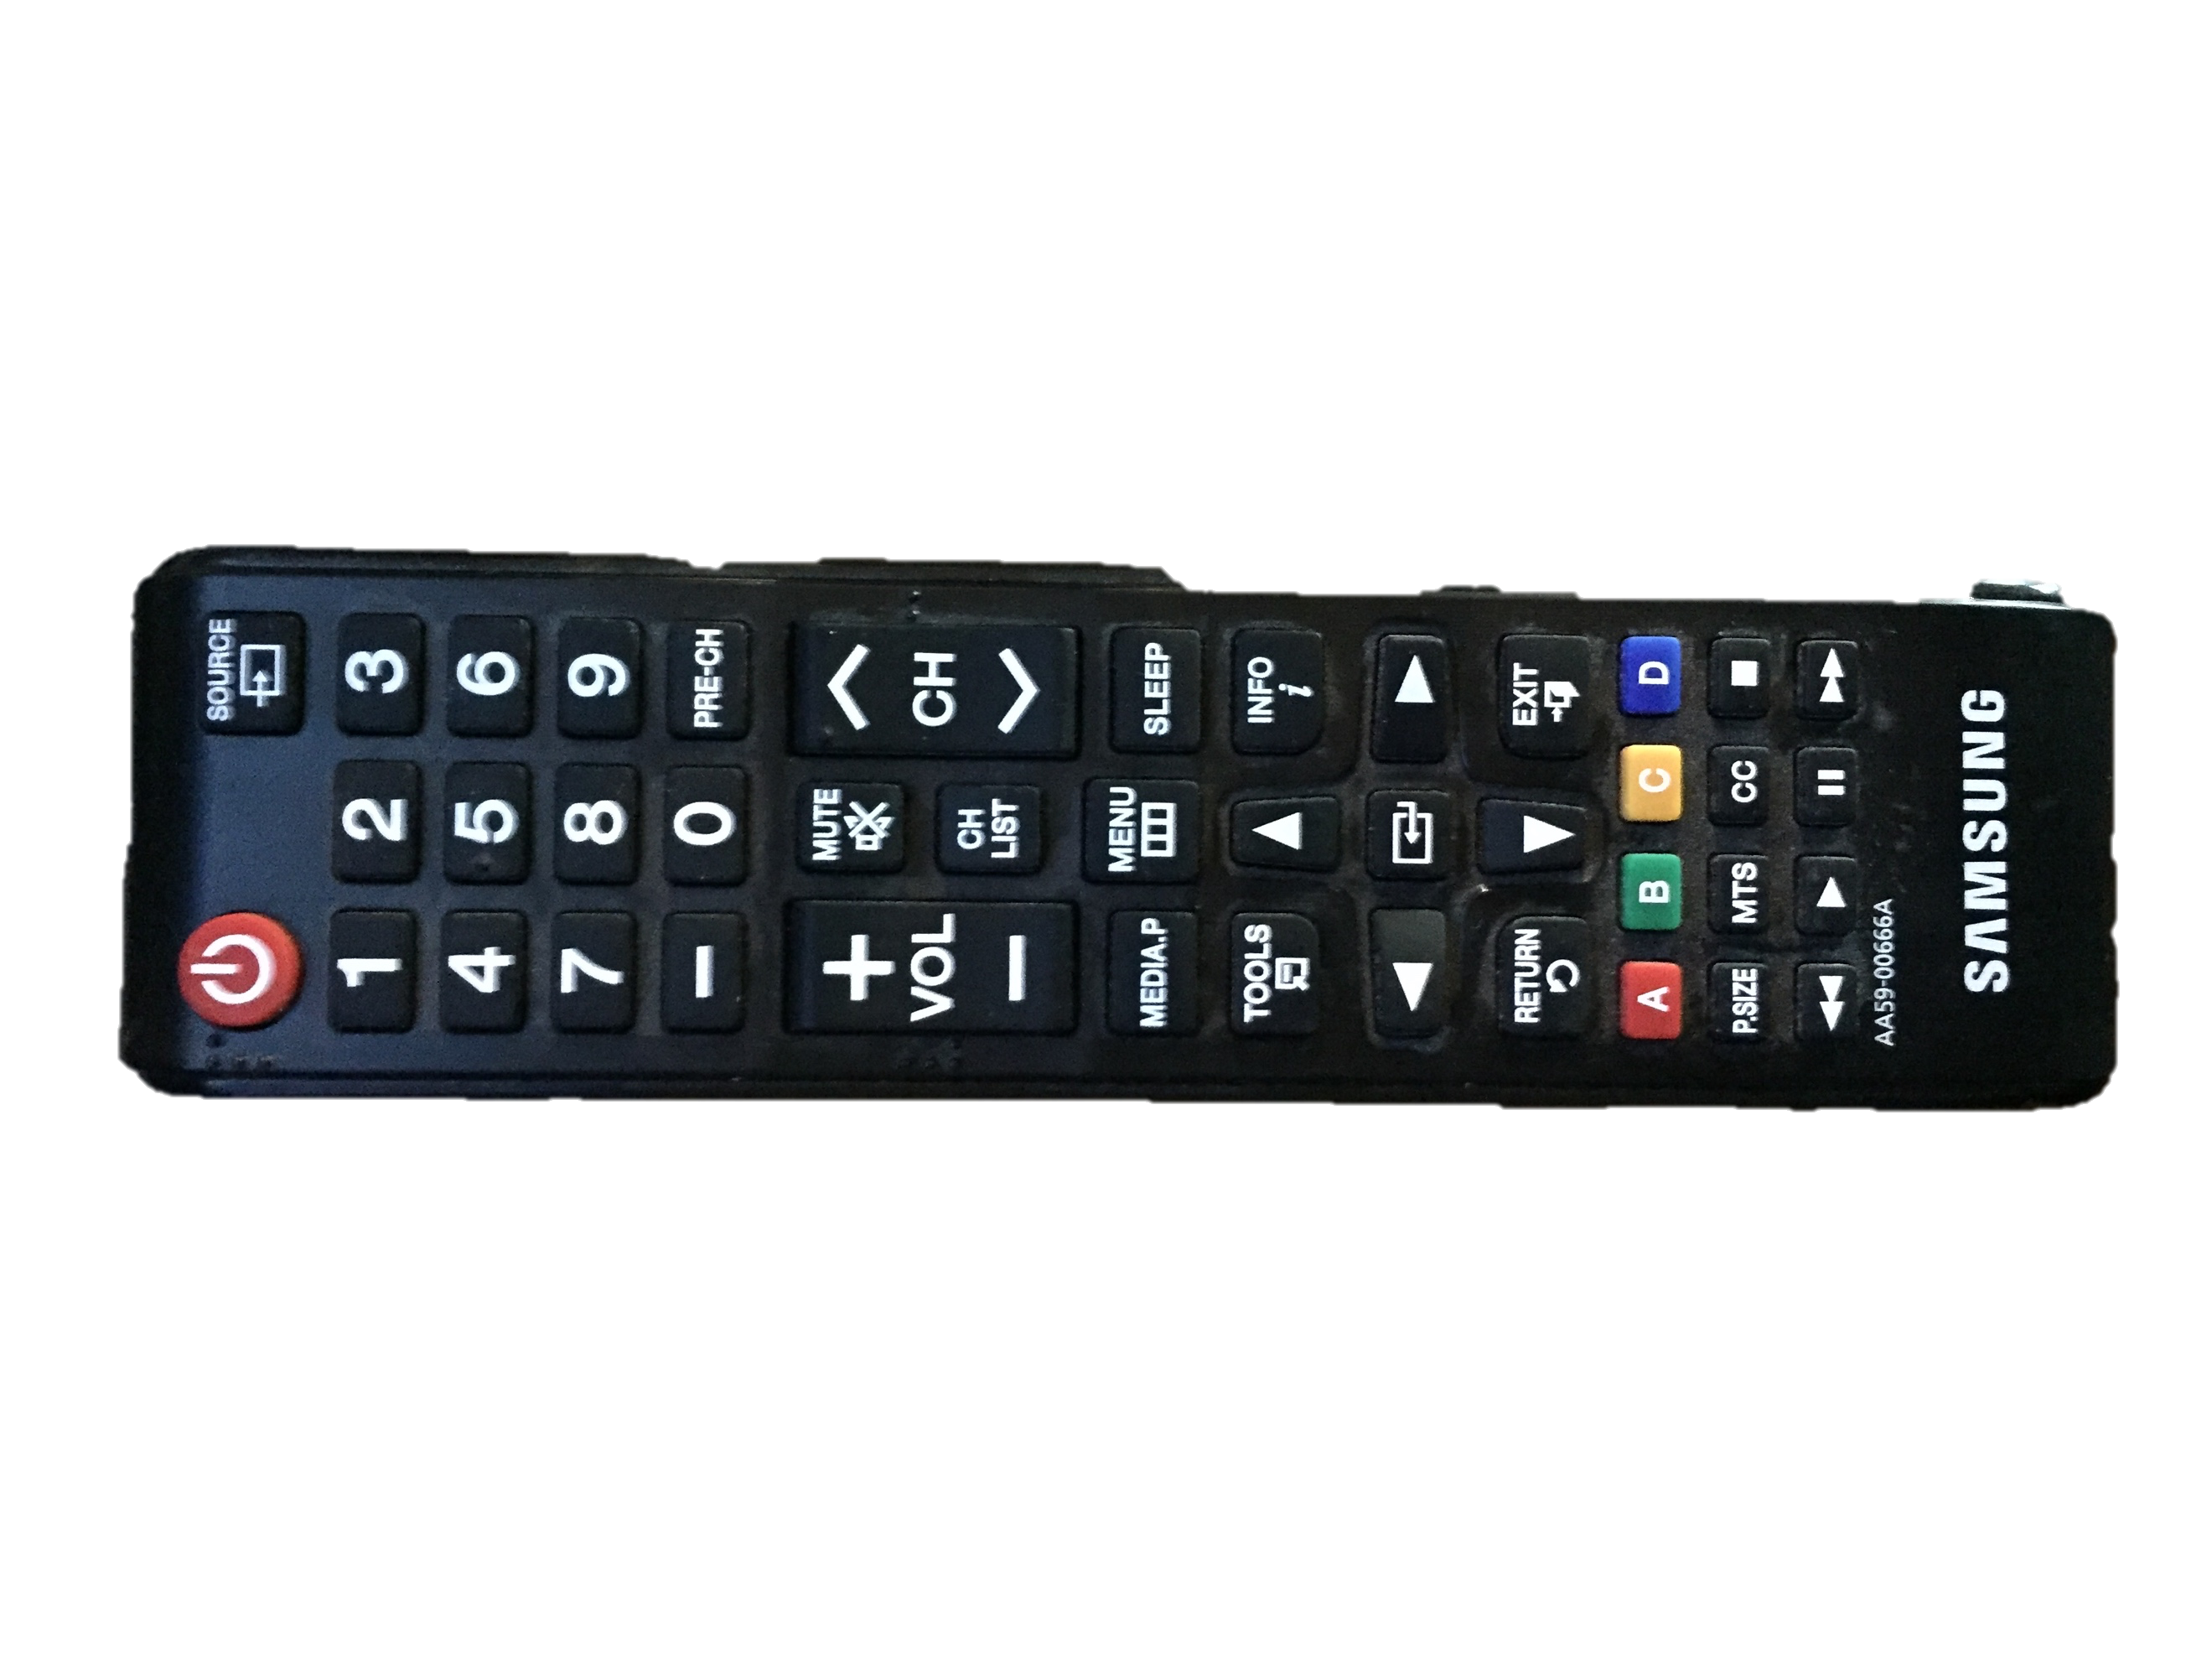 SOURCE
1 2 3
4 5 6
7 8 9
– 0 PRE-CH
+ MUTE
VOL CH
– CH LIST
MEDIA.P MENU SLEEP
TOOLS INFO
i
RETURN EXIT
A B C D
P.SIZE MTS CC
AA59-00666A
SAMSUNG